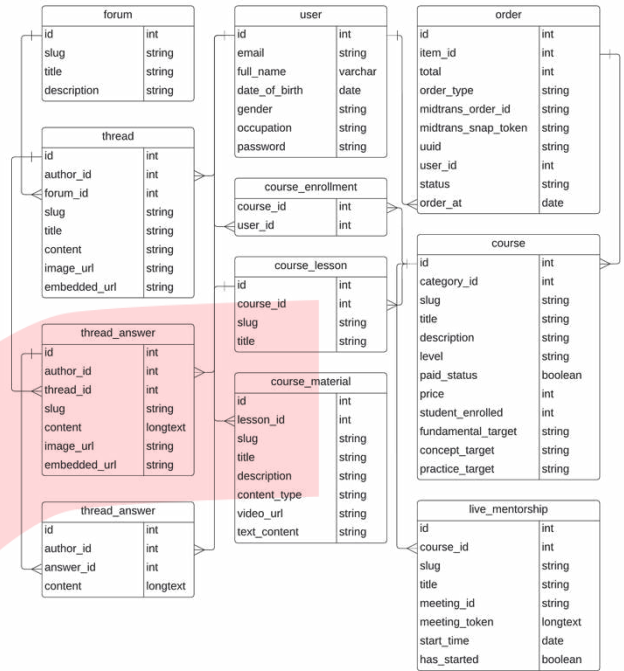 forum
id int
slug string
title string
description string
thread
id int
author_id int
forum_id int
slug string
title string
content string
image_url string
embedded_url string
thread_answer
id int
author_id int
thread_id int
slug string
content longtext
image_url string
embedded_url string
thread_answer
id int
author_id int
answer_id int
content longtext
user
id int
email string
full_name varchar
date_of_birth date
gender string
occupation string
password string
course_enrollment
course_id int
user_id int
course_lesson
id int
course_id int
slug string
title string
course_material
id int
lesson_id int
slug string
title string
description string
content_type string
video_url string
text_content string
order
id int
item_id int
total int
order_type string
midtrans_order_id string
midtrans_snap_token string
uuid string
user_id int
status string
order_at date
course
id int
category_id int
slug string
title string
description string
level string
paid_status boolean
price int
student_enrolled int
fundamental_target string
concept_target string
practice_target string
live_mentorship
id int
course_id int
slug string
title string
meeting_id string
meeting_token longtext
start_time date
has_started boolean